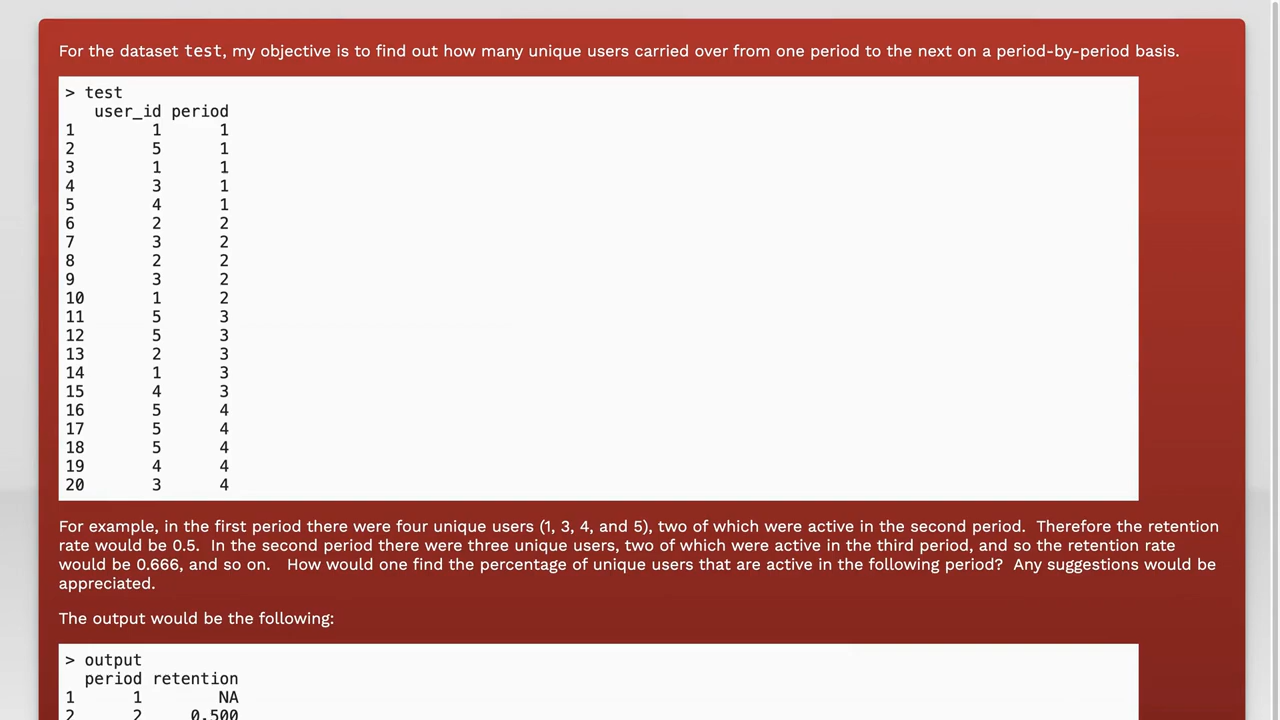 For the dataset test, my objective is to find out how many unique users carried over from one period to the next on a period-by-period basis.
> test
user_id period
1 1 1
2 5 1
3 1 1
4 3 1
5 4 1
6 2 2
7 3 2
8 2 2
9 3 2
10 1 2
11 5 3
12 5 3
13 2 3
14 1 3
15 4 3
16 5 4
17 5 4
18 5 4
19 4 4
20 3 4
For example, in the first period there were four unique users (1, 3, 4, and 5), two of which were active in the second period. Therefore the retention
rate would be 0.5. In the second period there were three unique users, two of which were active in the third period, and so the retention rate
would be 0.666, and so on. How would one find the percentage of unique users that are active in the following period? Any suggestions would be
appreciated.
The output would be the following:
> output
period retention
1 1 NA
2 2 0.500